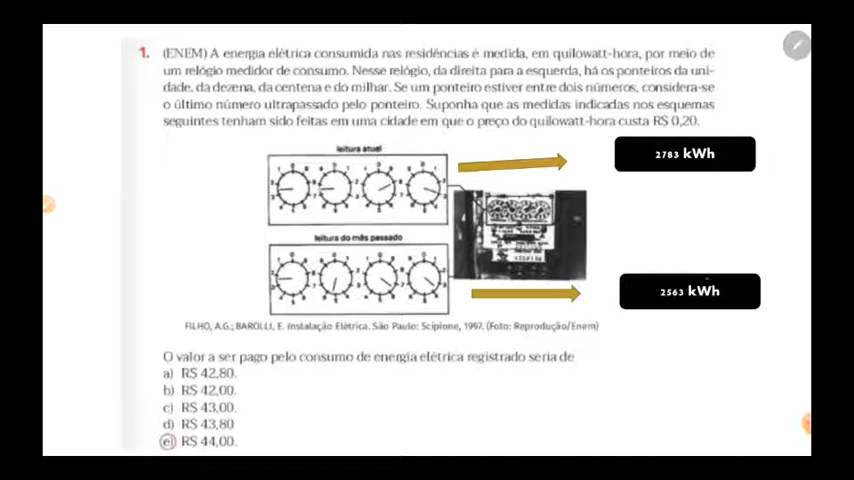 1. (ENEM) A energia elétrica consumida nas residências é medida, em quilowatt-hora, por meio de
um relógio medidor de consumo. Nesse relógio, da direita para a esquerda, há os ponteiros da uni-
dade, da dezena, da centena e do milhar. Se um ponteiro estiver entre dois números, considera-se
o último número ultrapassado pelo ponteiro. Suponha que as medidas indicadas nos esquemas
seguintes tenham sido feitas em uma cidade em que o preço do quilowatt-hora custa R$ 0,20.
leitura atual
2783 kWh
leitura do mês passado
2563 kWh
FILHO, A.G.; BAROLLI, E. Instalação Elétrica. São Paulo: Scipione, 1997. (Foto: Reprodução/Enem)
O valor a ser pago pelo consumo de energia elétrica registrado seria de
a) R$ 42,80.
b) R$ 42,00.
c) R$ 43,00.
d) R$ 43,80
e) R$ 44,00.